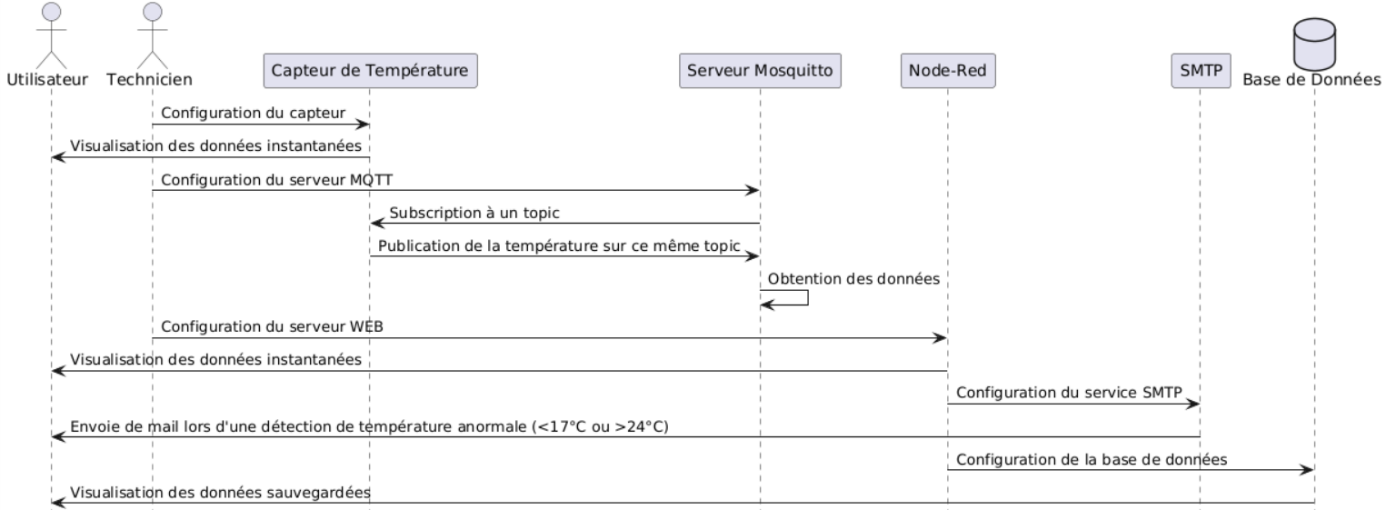 Utilisateur
Technicien
Capteur de Température
Serveur Mosquitto
Node-Red
SMTP
Base de Données
Configuration du capteur
Visualisation des données instantanées
Configuration du serveur MQTT
Subscription à un topic
Publication de la température sur ce même topic
Obtention des données
Configuration du serveur WEB
Visualisation des données instantanées
Configuration du service SMTP
Envoie de mail lors d'une détection de température anormale (<17°C ou >24°C)
Configuration de la base de données
Visualisation des données sauvegardées